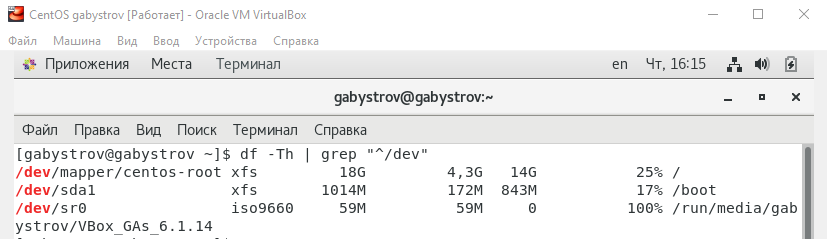 CentOS gabystrov [Работает] - Oracle VM VirtualBox
Файл Машина Вид Ввод Устройства Справка
Приложения Места Терминал en Чт, 16:15
gabystrov@gabystrov:~
Файл Правка Вид Поиск Терминал Справка
[gabystrov@gabystrov ~]$ df -Th | grep "^/dev"
/dev/mapper/centos-root xfs 18G 4,3G 14G 25% /
/dev/sda1 xfs 1014M 172M 843M 17% /boot
/dev/sr0 iso9660 59M 59M 0 100% /run/media/gab
ystrov/VBox_GAs_6.1.14